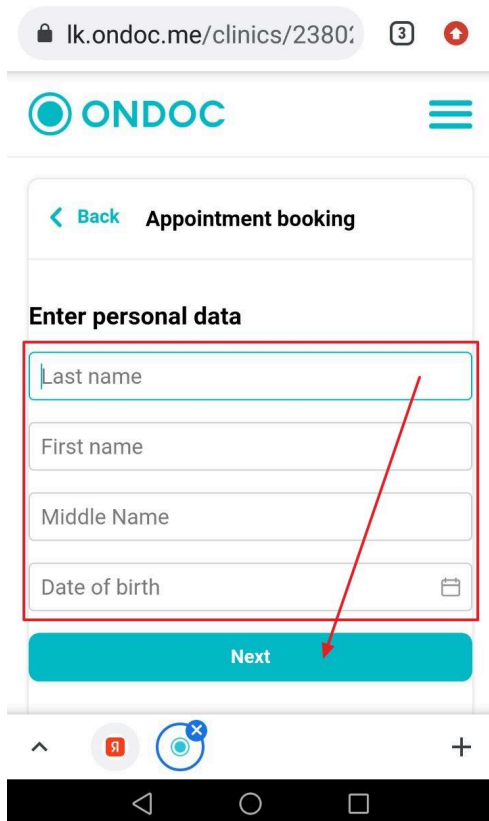 lk.ondoc.me/clinics/2380
3
ONDOC
Back Appointment booking
Enter personal data
Last name
First name
Middle Name
Date of birth
Next
Я